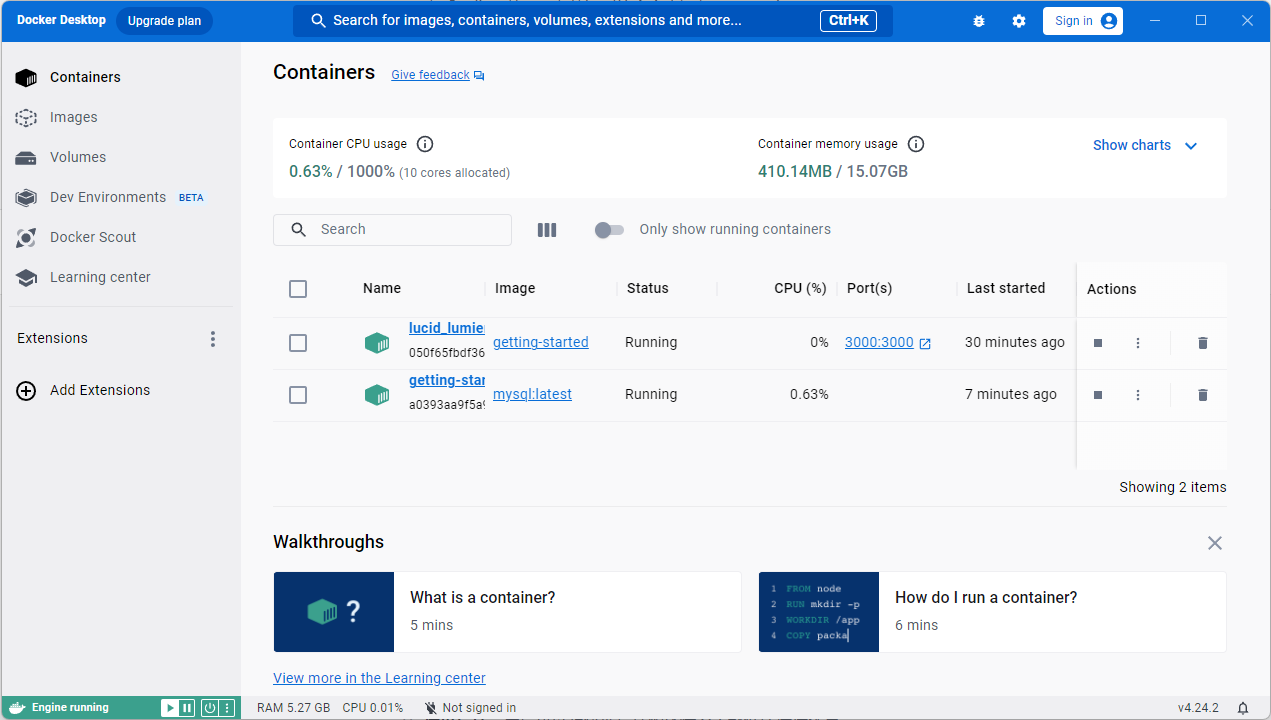 Docker Desktop Upgrade plan Search for images, containers, volumes, extensions and more... Ctrl+K Sign in
Containers
Images
Volumes
Dev Environments BETA
Docker Scout
Learning center
Extensions
Add Extensions
Containers Give feedback
Container CPU usage
0.63% / 1000% (10 cores allocated)
Container memory usage
410.14MB / 15.07GB
Show charts
Search Only show running containers
Name Image Status CPU (%) Port(s) Last started Actions
lucid_lumie
050f65fbdf36
getting-started Running 0% 3000:3000 30 minutes ago
getting-star
a0393aa9f5a9
mysql:latest Running 0.63% 7 minutes ago
Showing 2 items
Walkthroughs
?
What is a container?
5 mins
1 FROM node
2 RUN mkdir -p
3 WORKDIR /app
4 COPY packa
How do I run a container?
6 mins
View more in the Learning center
Engine running RAM 5.27 GB CPU 0.01% Not signed in v4.24.2